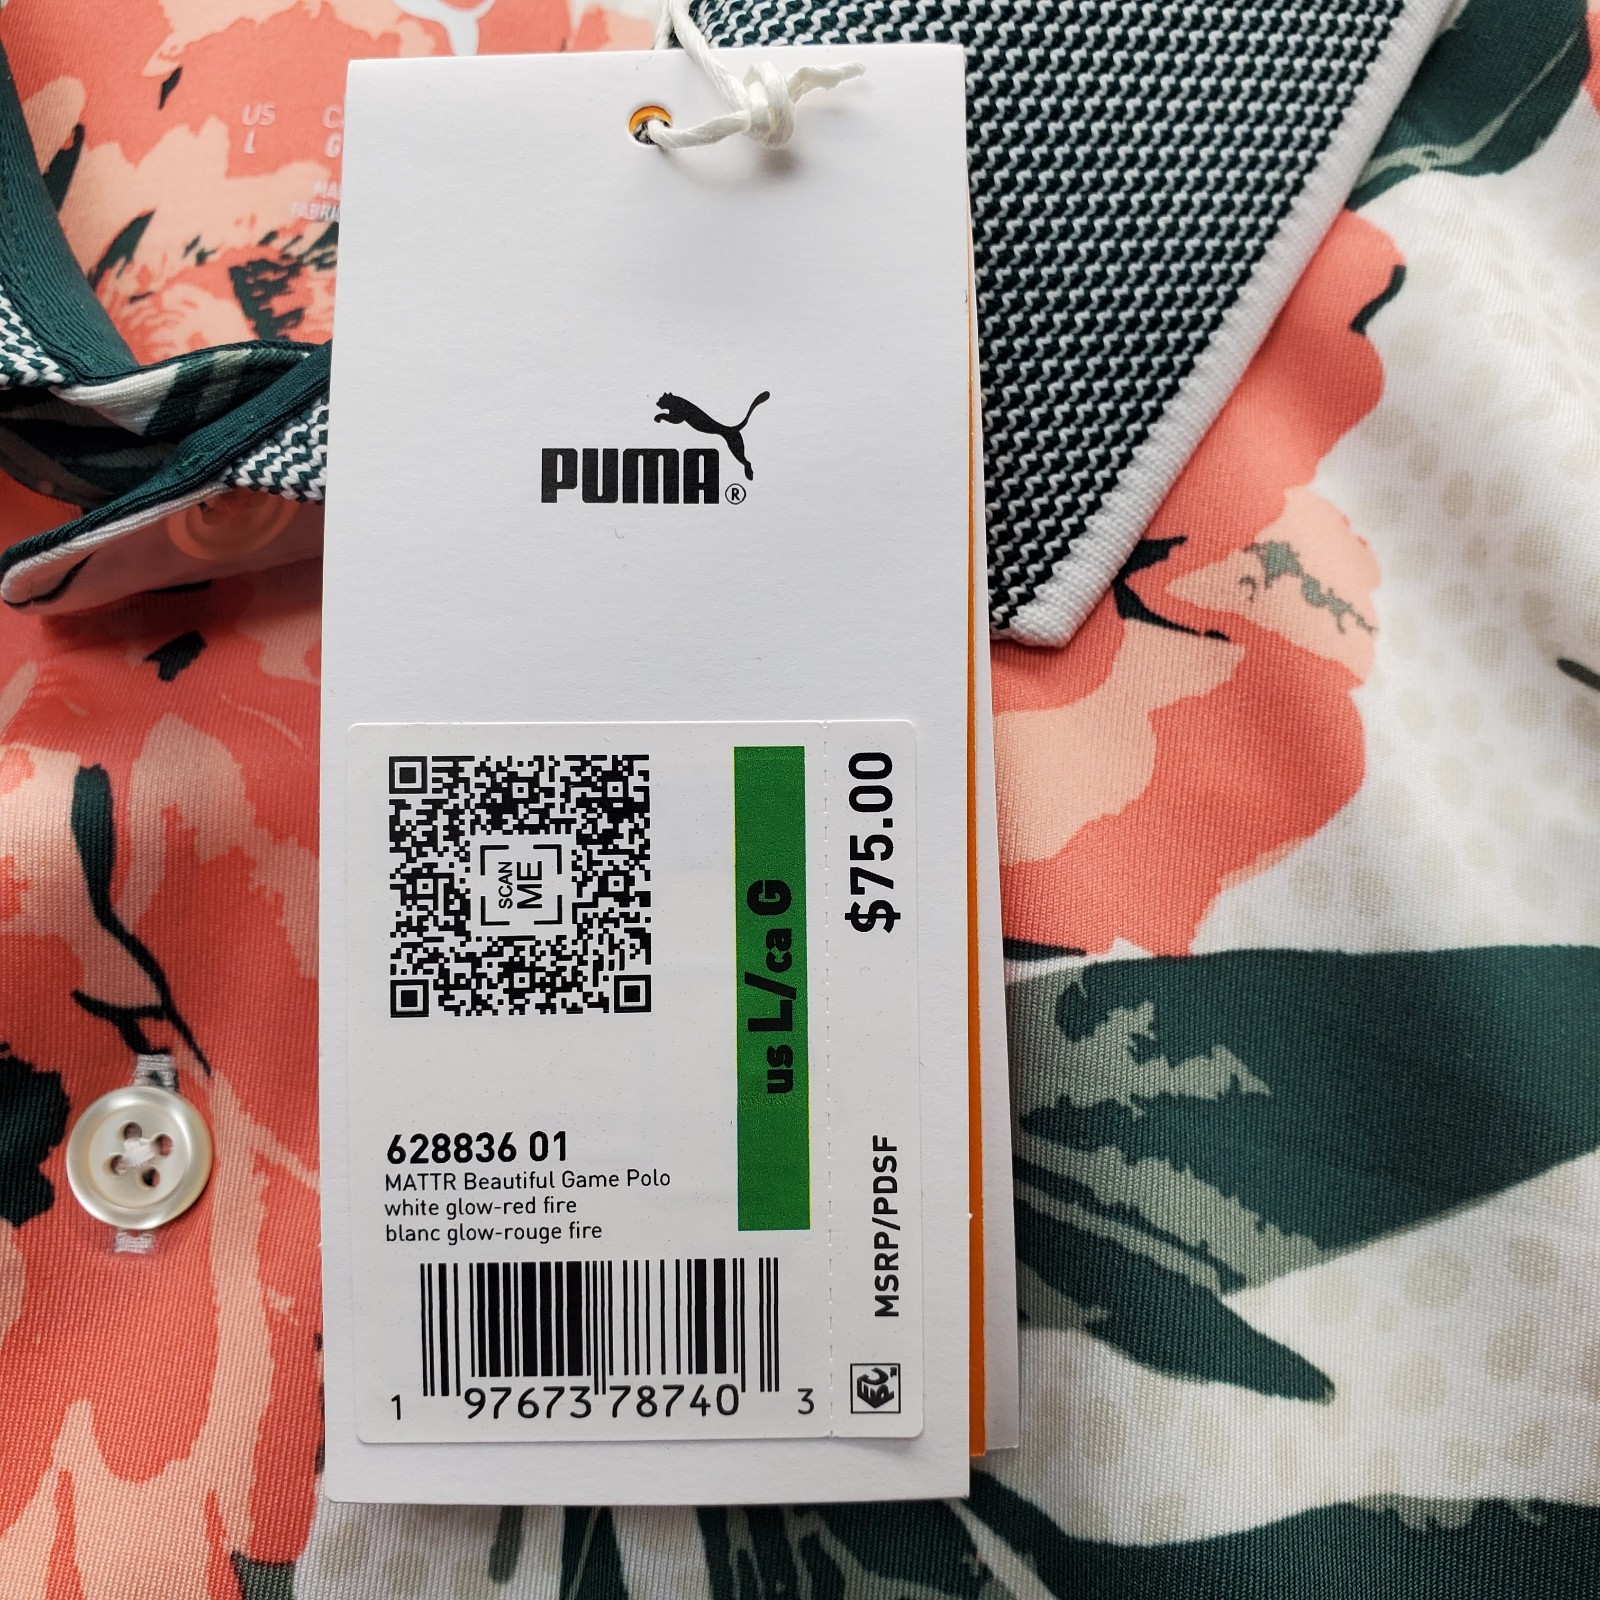 US
L
PUMA®
SCAN
ME
us L/ca G
$75.00
MSRP/PDSF
628836 01
MATTR Beautiful Game Polo
white glow-red fire
blanc glow-rouge fire
1 97673 78740 3